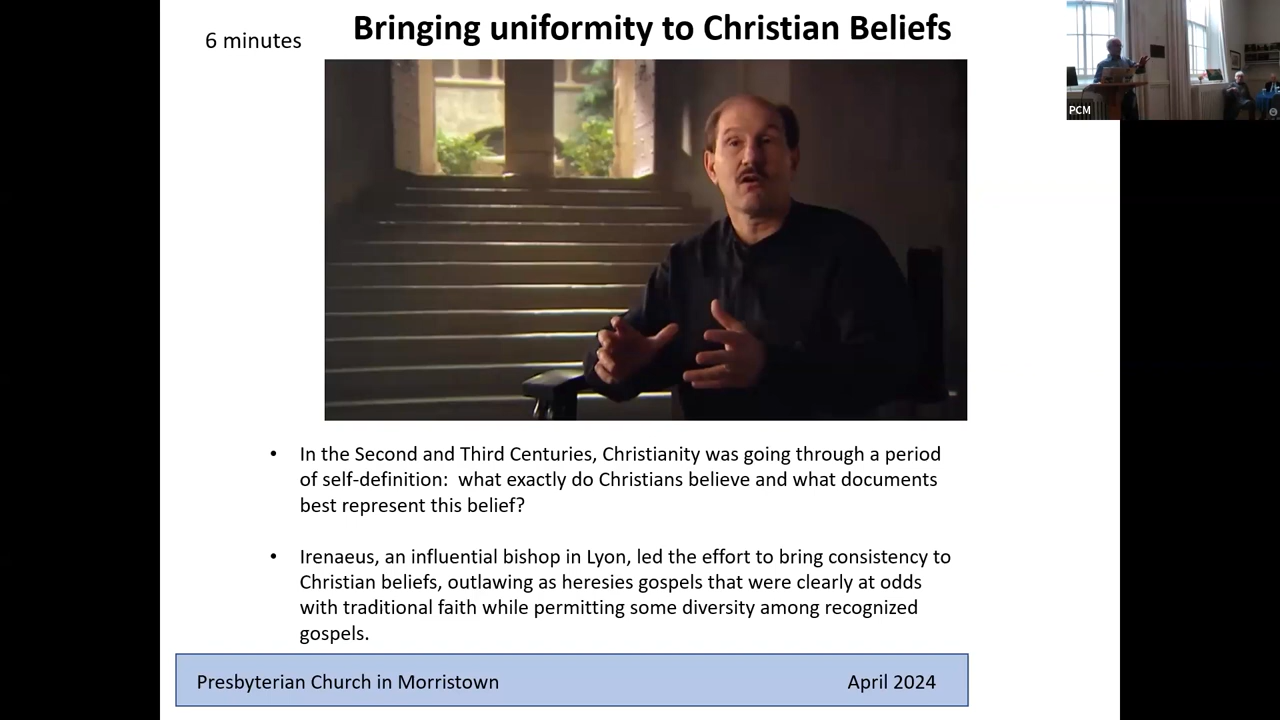 6 minutes
Bringing uniformity to Christian Beliefs
PCM
• In the Second and Third Centuries, Christianity was going through a period
of self-definition:  what exactly do Christians believe and what documents
best represent this belief?
• Irenaeus, an influential bishop in Lyon, led the effort to bring consistency to
Christian beliefs, outlawing as heresies gospels that were clearly at odds
with traditional faith while permitting some diversity among recognized
gospels.
Presbyterian Church in Morristown
April 2024